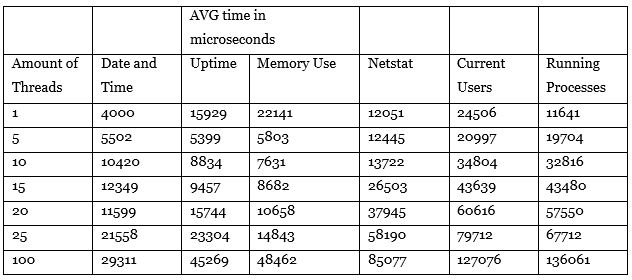 AVG time in
microseconds
Amount of Threads Date and Time Uptime Memory Use Netstat Current Users Running Processes
1 4000 15929 22141 12051 24506 11641
5 5502 5399 5803 12445 20997 19704
10 10420 8834 7631 13722 34804 32816
15 12349 9457 8682 26503 43639 43480
20 11599 15744 10658 37945 60616 57550
25 21558 23304 14843 58190 79712 67712
100 29311 45269 48462 85077 127076 136061